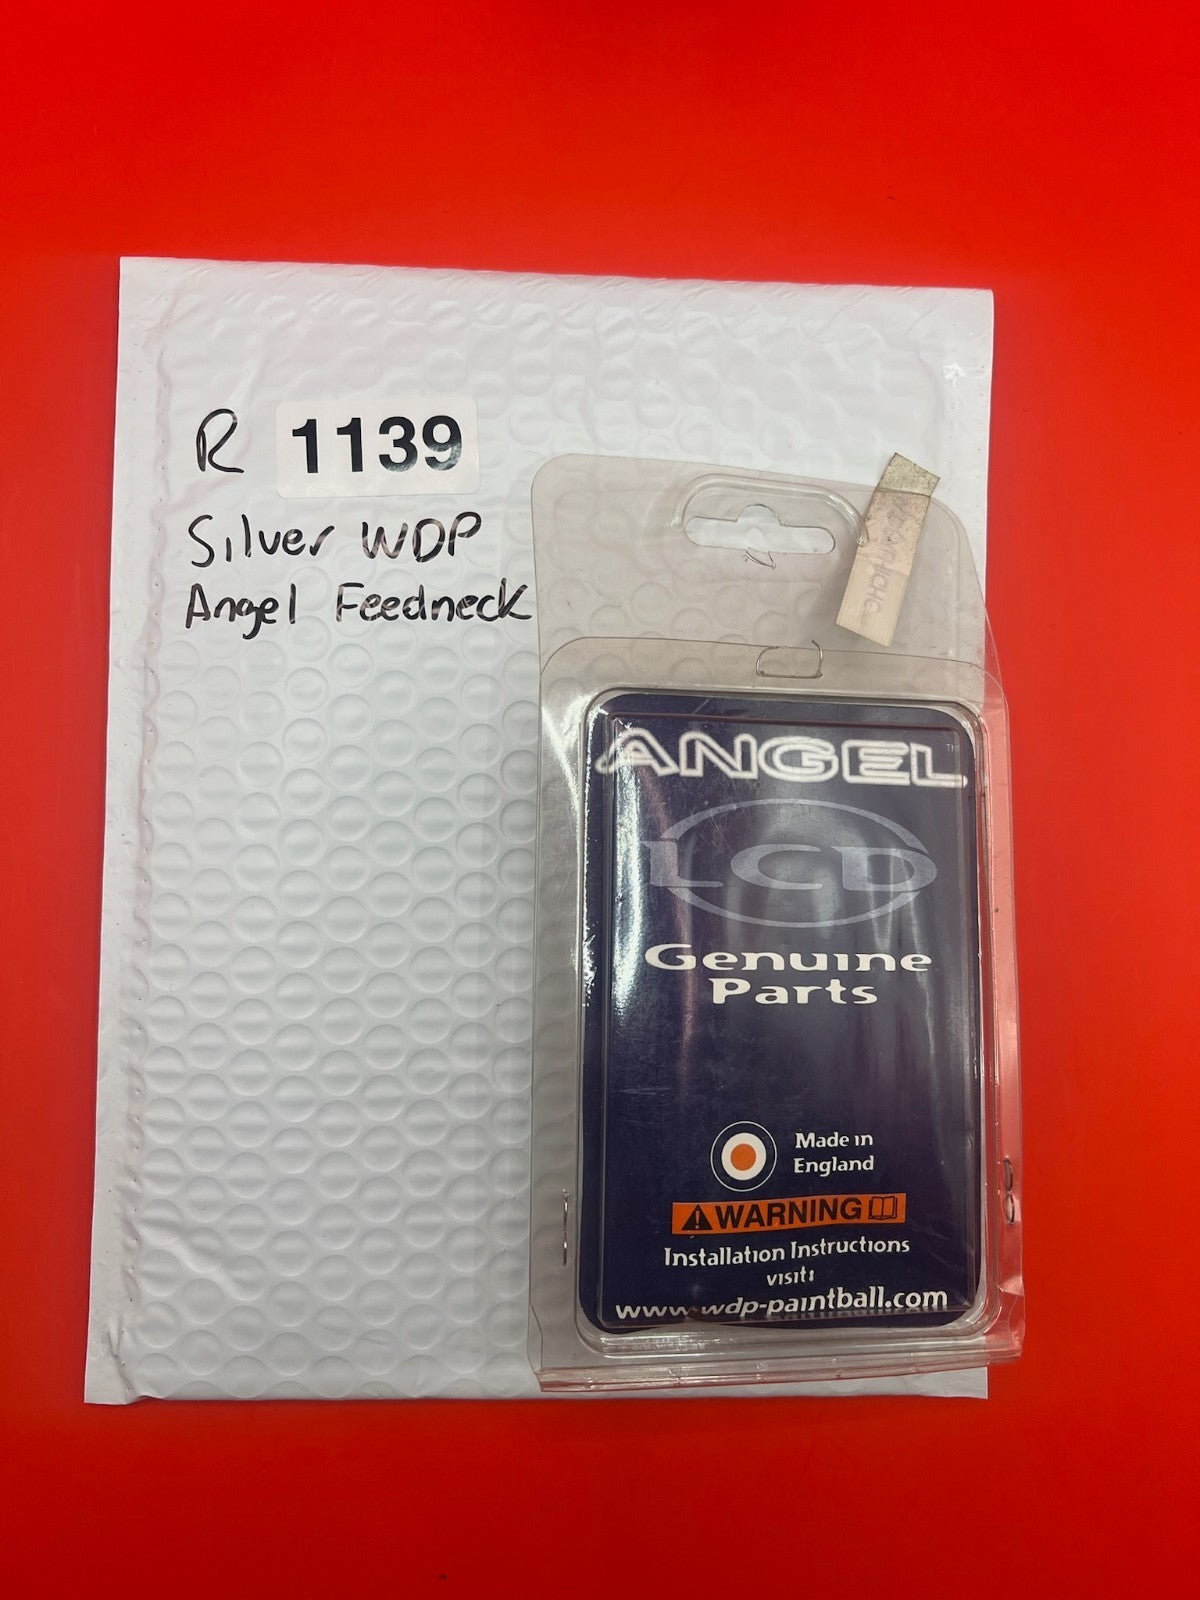 R 1139
Silver WDP
Angel Feedneck
ANGEL™
LCD
Genuine
Parts
Made in
England
WARNING
Installation Instructions
visit:
www.wdp-paintball.com